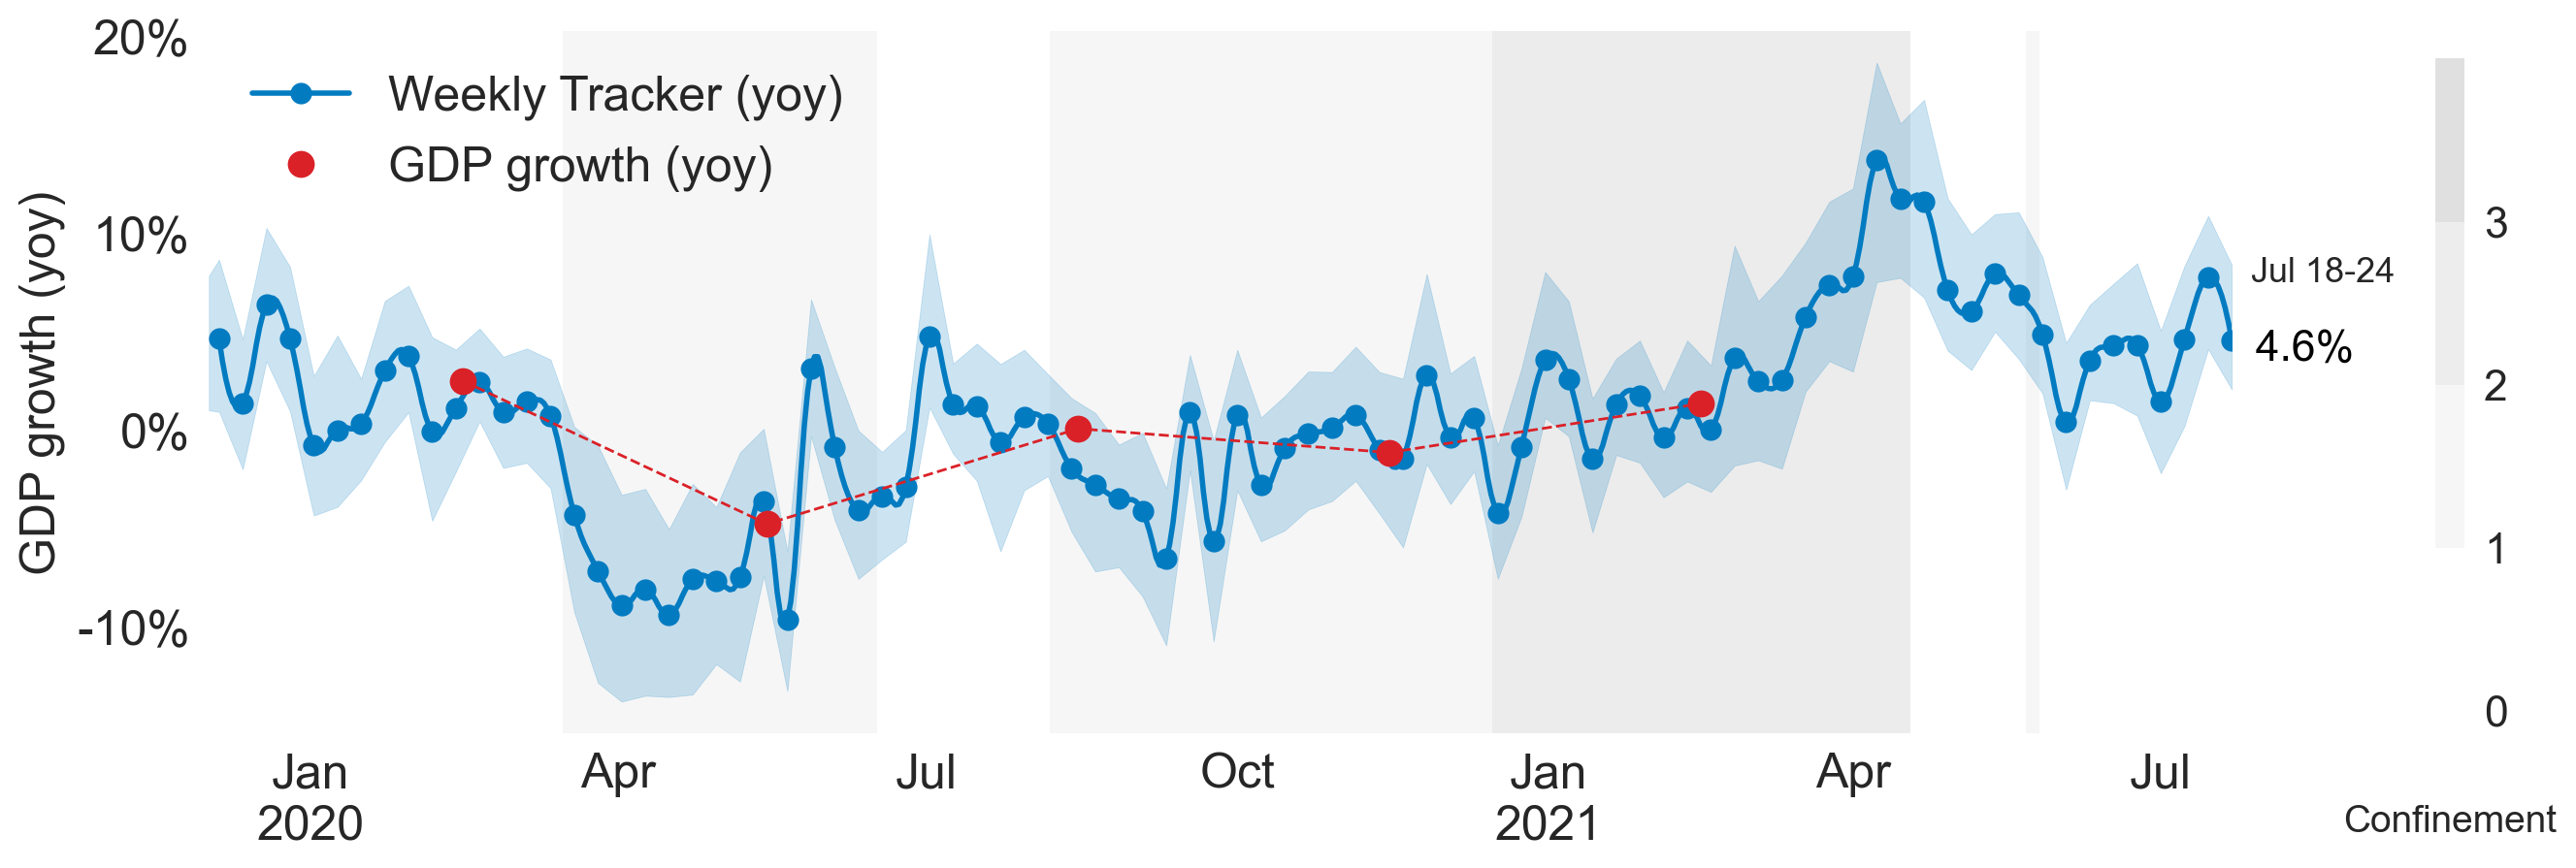 20%
10%
0%
-10%
GDP growth (yoy)
Weekly Tracker (yoy)
GDP growth (yoy)
Jul 18-24
4.6%
3
2
1
0
Jan Apr Jul Oct Jan Apr Jul
2020 2021
Confinement